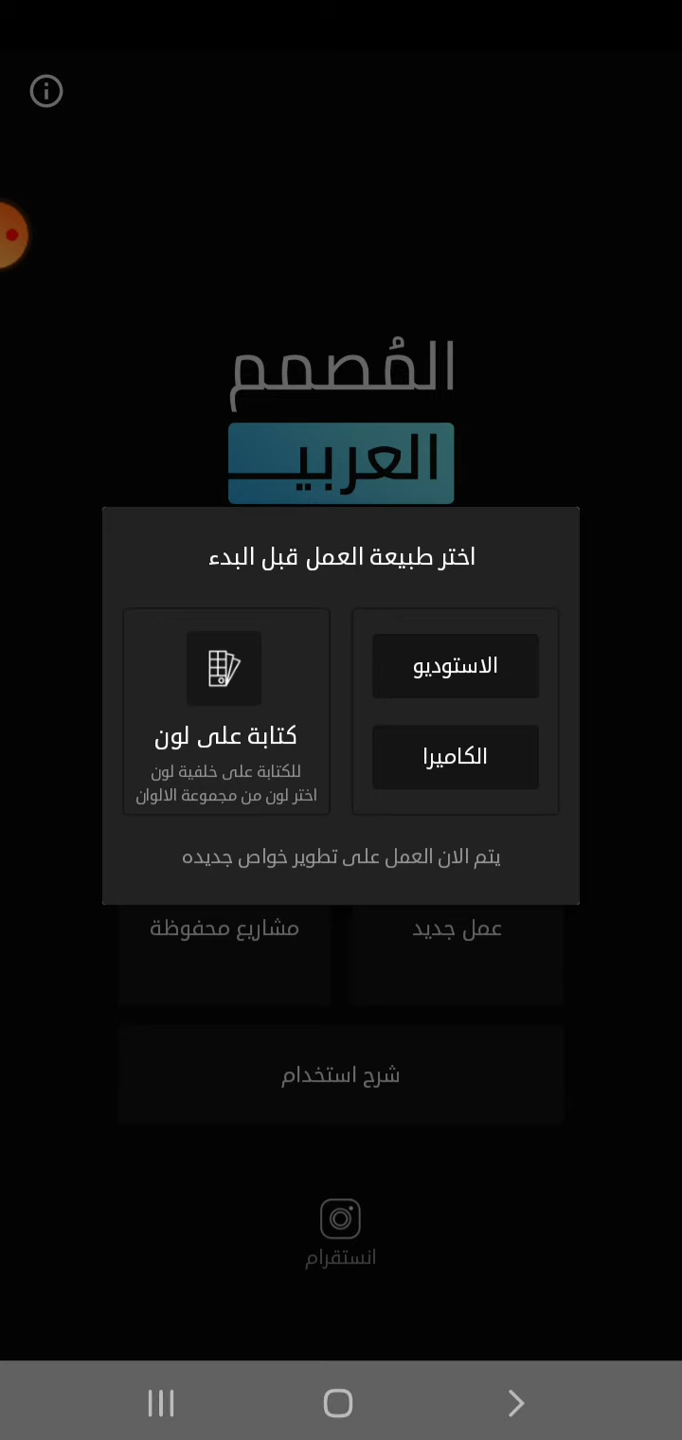 المُصمم
العربي
اختر طبيعة العمل قبل البدء
الاستوديو
الكاميرا
كتابة على لون
للكتابة على خلفية لون
اختر لون من مجموعة الالوان
يتم الان العمل على تطوير خواص جديده
عمل جديد
مشاريع محفوظة
شرح استخدام
انستقرام